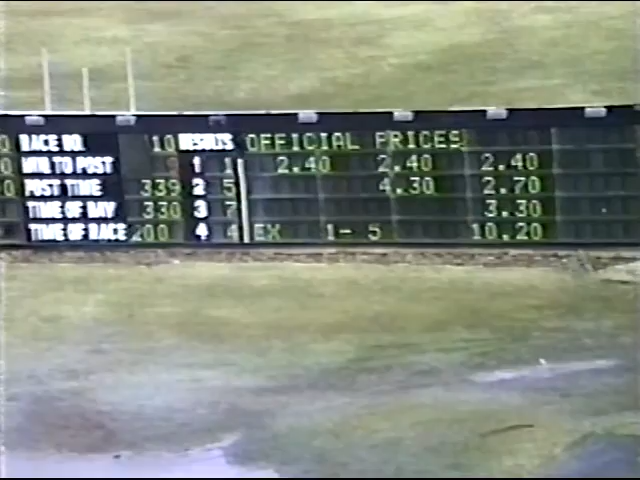 RACE NO. 10 RESULTS OFFICIAL PRICES
MIN. TO POST 9 1 1 2.40 2.40 2.40
POST TIME 339 2 5 4.30 2.70
TIME OF DAY 330 3 7 3.30
TIME OF RACE 200 4 4 EX 1- 5 10.20